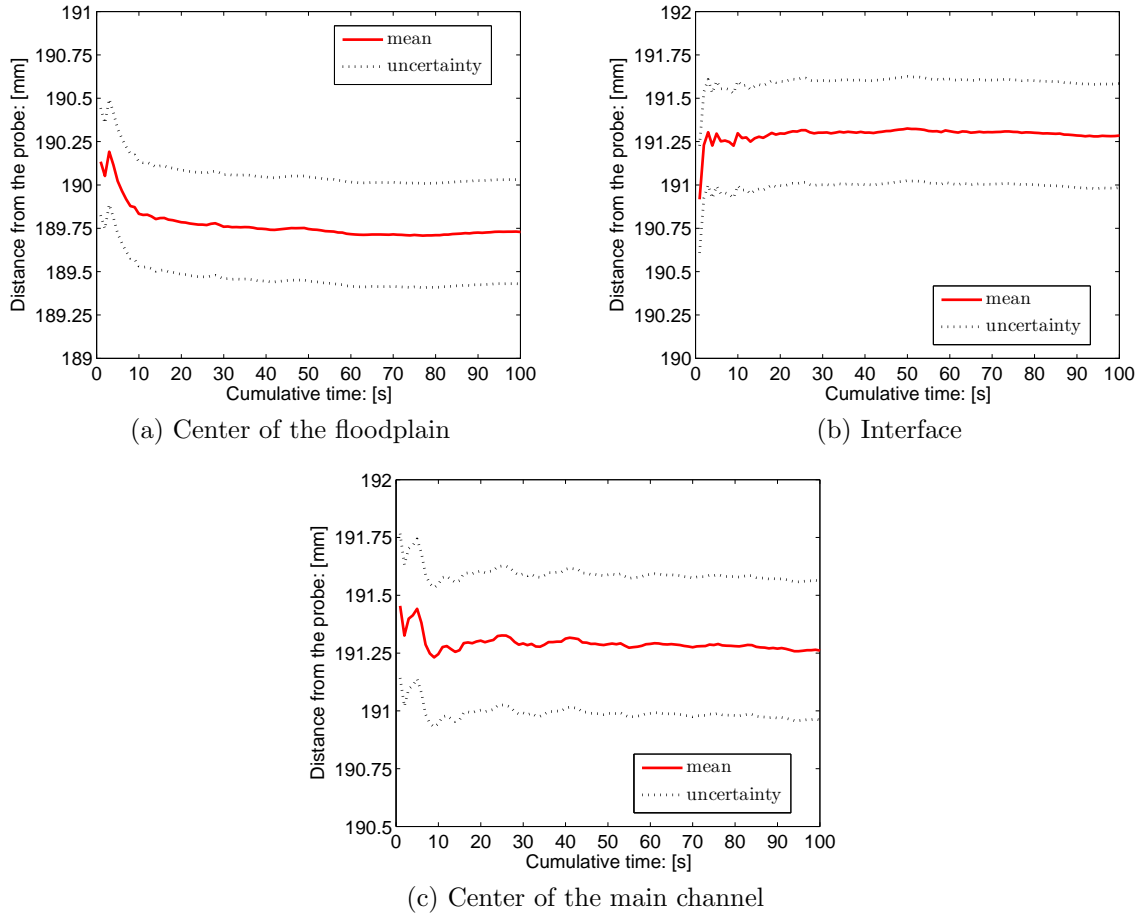 191
190.75
190.5
190.25
190
189.75
189.5
189.25
189
Distance from the probe: [mm]
mean
uncertainty
0 10 20 30 40 50 60 70 80 90 100
Cumulative time: [s]
(a) Center of the floodplain
192
191.75
191.5
191.25
191
190.75
190.5
190.25
190
Distance from the probe: [mm]
mean
uncertainty
0 10 20 30 40 50 60 70 80 90 100
Cumulative time: [s]
(b) Interface
192
191.75
191.5
191.25
191
190.75
190.5
Distance from the probe: [mm]
mean
uncertainty
0 10 20 30 40 50 60 70 80 90 100
Cumulative time: [s]
(c) Center of the main channel